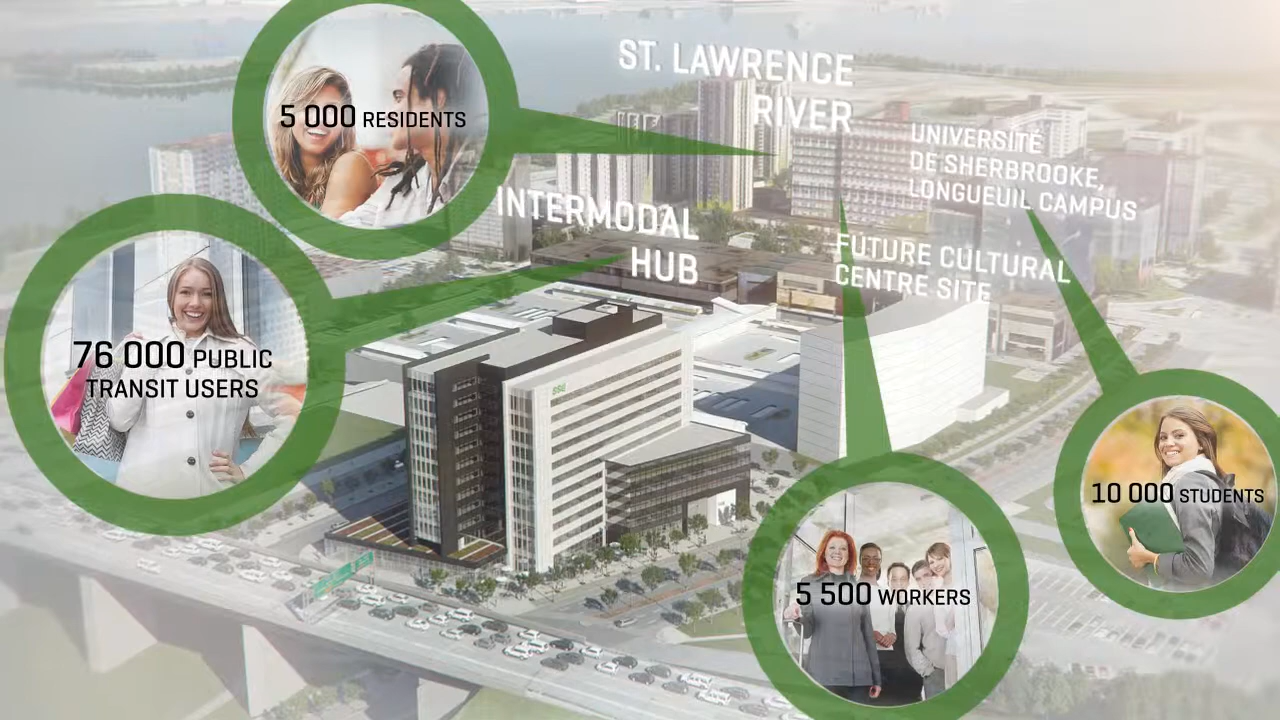 ST. LAWRENCE
RIVER
5 000 RESIDENTS
UNIVERSITÉ
DE SHERBROOKE,
LONGUEUIL CAMPUS
INTERMODAL
HUB
FUTURE CULTURAL
CENTRE SITE
76 000 PUBLIC
TRANSIT USERS
10 000 STUDENTS
5 500 WORKERS